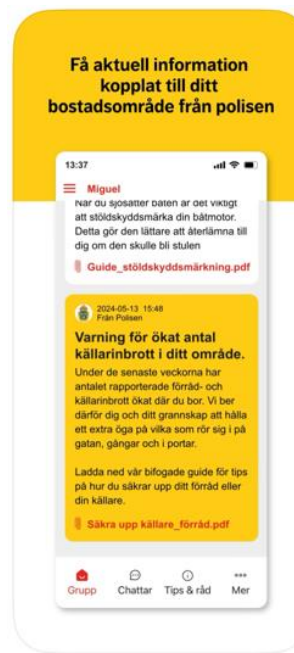 Få aktuell information
kopplat till ditt
bostadsområde från polisen
13:37
Miguel
När du sjösätter båten är det viktigt
att stöldskyddsmärka din båtmotor.
Detta gör den lättare att återlämna till
dig om den skulle bli stulen
Guide_stöldskyddsmärkning.pdf
2024-05-13 15:48
Från Polisen
Varning för ökat antal
källarinbrott i ditt område.
Under de senaste veckorna har
antalet rapporterade förråd- och
källarinbrott ökat där du bor. Vi ber
därför dig och ditt grannskap att hålla
ett extra öga på vilka som rör sig i på
gatan, gångar och i portar.
Ladda ned vår bifogade guide för tips
på hur du säkrar upp ditt förråd eller
din källare.
Säkra upp källare_förråd.pdf
Grupp Chattar Tips & råd Mer